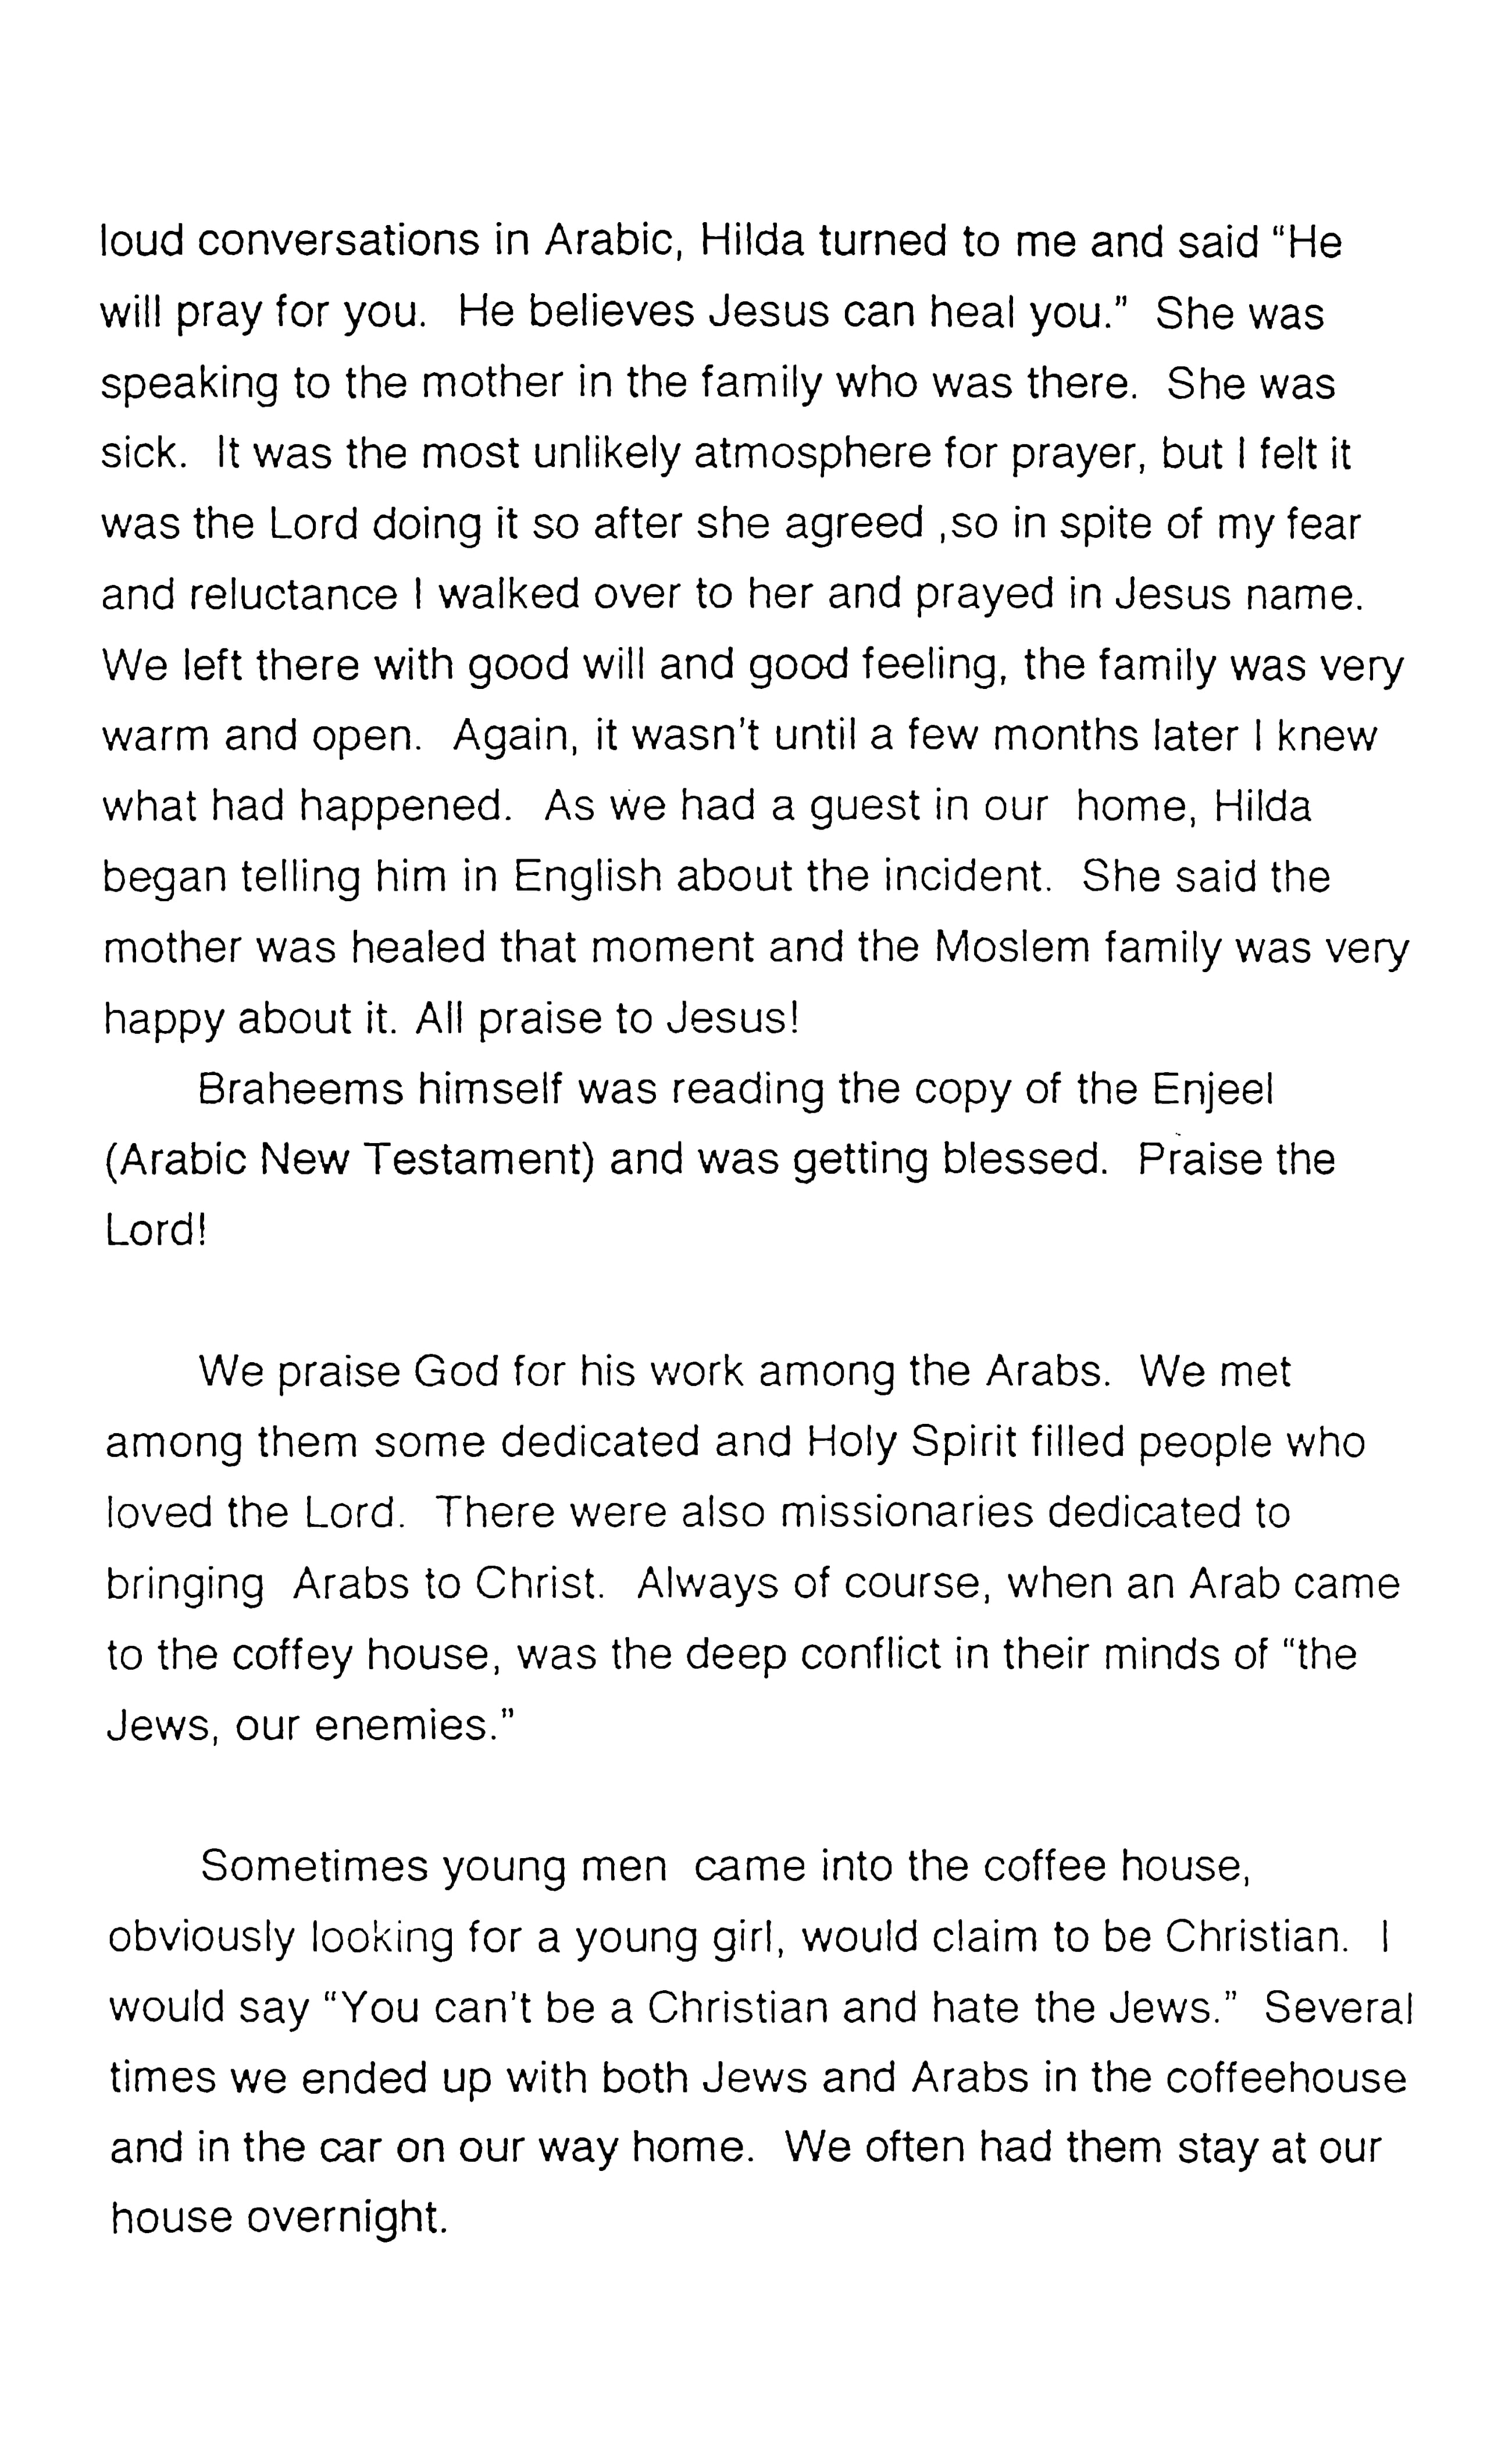 loud conversations in Arabic, Hilda turned to me and said “He
will pray for you.  He believes Jesus can heal you.”  She was
speaking to the mother in the family who was there.  She was
sick.  It was the most unlikely atmosphere for prayer, but I felt it
was the Lord doing it so after she agreed ,so in spite of my fear
and reluctance I walked over to her and prayed in Jesus name.
We left there with good will and good feeling, the family was very
warm and open.  Again, it wasn't until a few months later I knew
what had happened.  As we had a guest in our  home, Hilda
began telling him in English about the incident.  She said the
mother was healed that moment and the Moslem family was very
happy about it. All praise to Jesus!
Braheems himself was reading the copy of the Enjeel
(Arabic New Testament) and was getting blessed.  Praise the
Lord!
We praise God for his work among the Arabs.  We met
among them some dedicated and Holy Spirit filled people who
loved the Lord.  There were also missionaries dedicated to
bringing  Arabs to Christ.  Always of course, when an Arab came
to the coffey house, was the deep conflict in their minds of “the
Jews, our enemies.”
Sometimes young men  came into the coffee house,
obviously looking for a young girl, would claim to be Christian.  I
would say “You can't be a Christian and hate the Jews.”  Several
times we ended up with both Jews and Arabs in the coffeehouse
and in the car on our way home.  We often had them stay at our
house overnight.